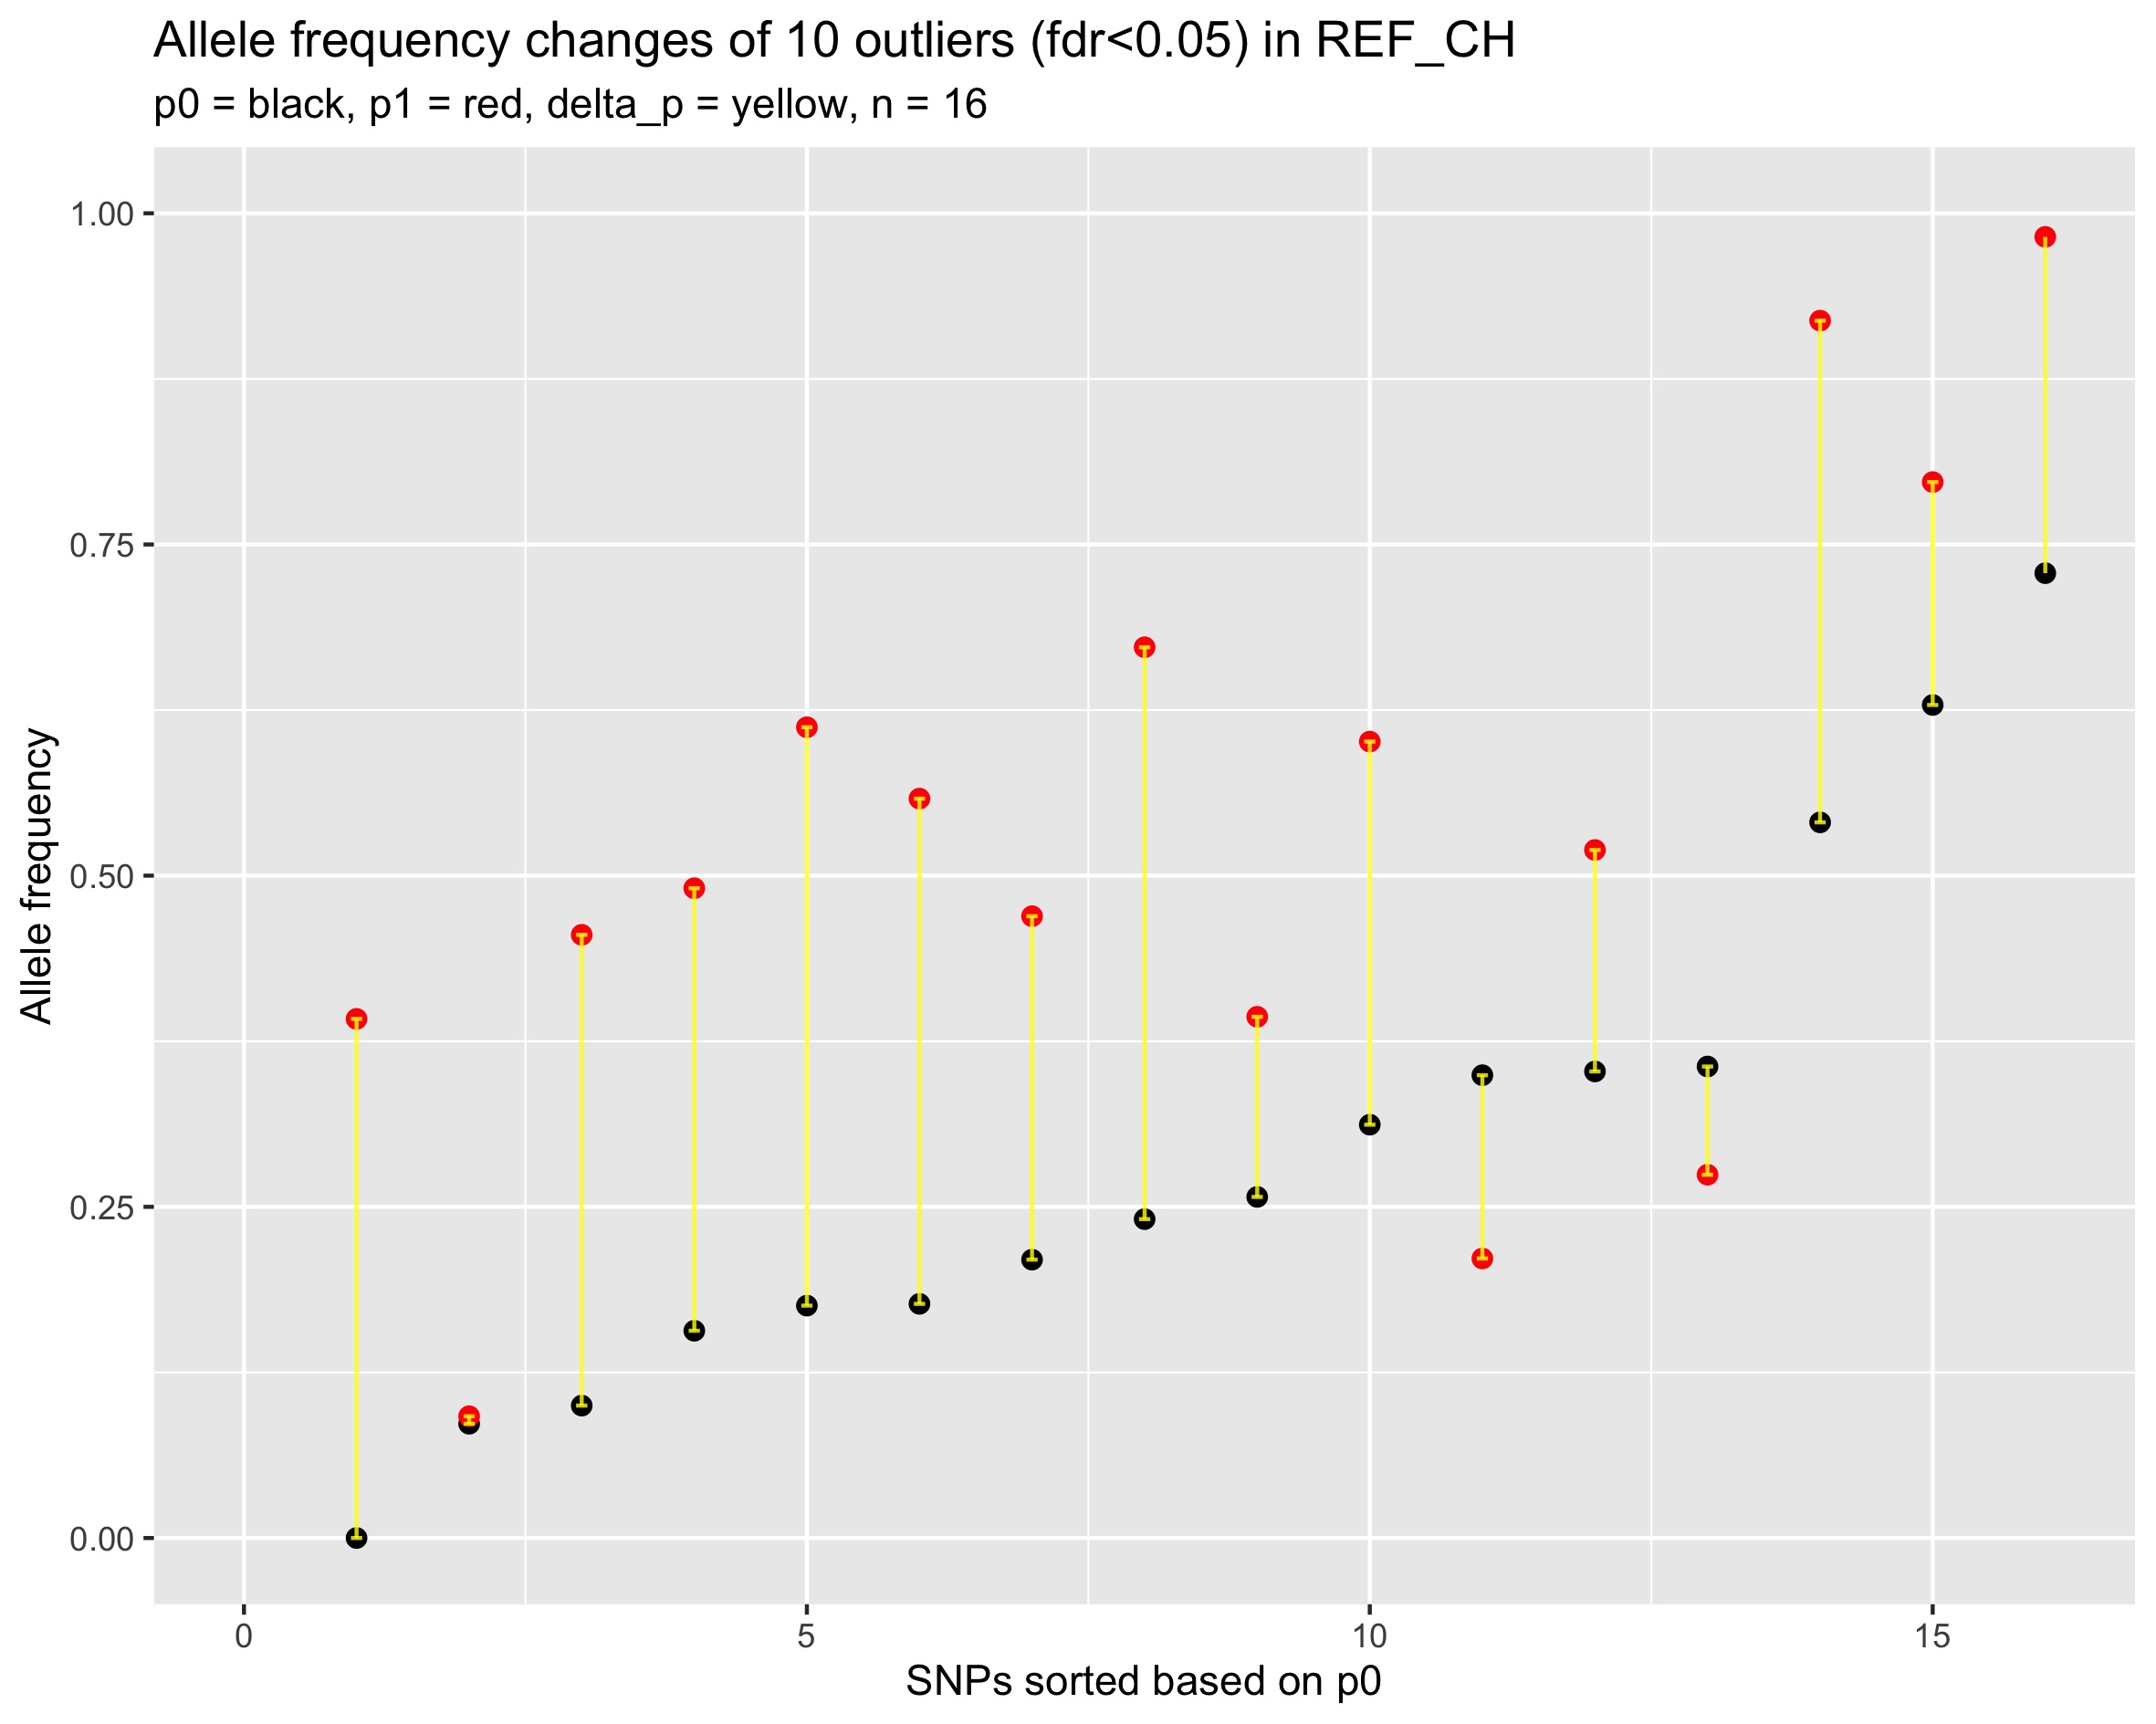 Allele frequency changes of 10 outliers (fdr<0.05) in REF_CH
p0 = black, p1 = red, delta_p = yellow, n = 16
Allele frequency
1.00
0.75
0.50
0.25
0.00
0
5
10
15
SNPs sorted based on p0